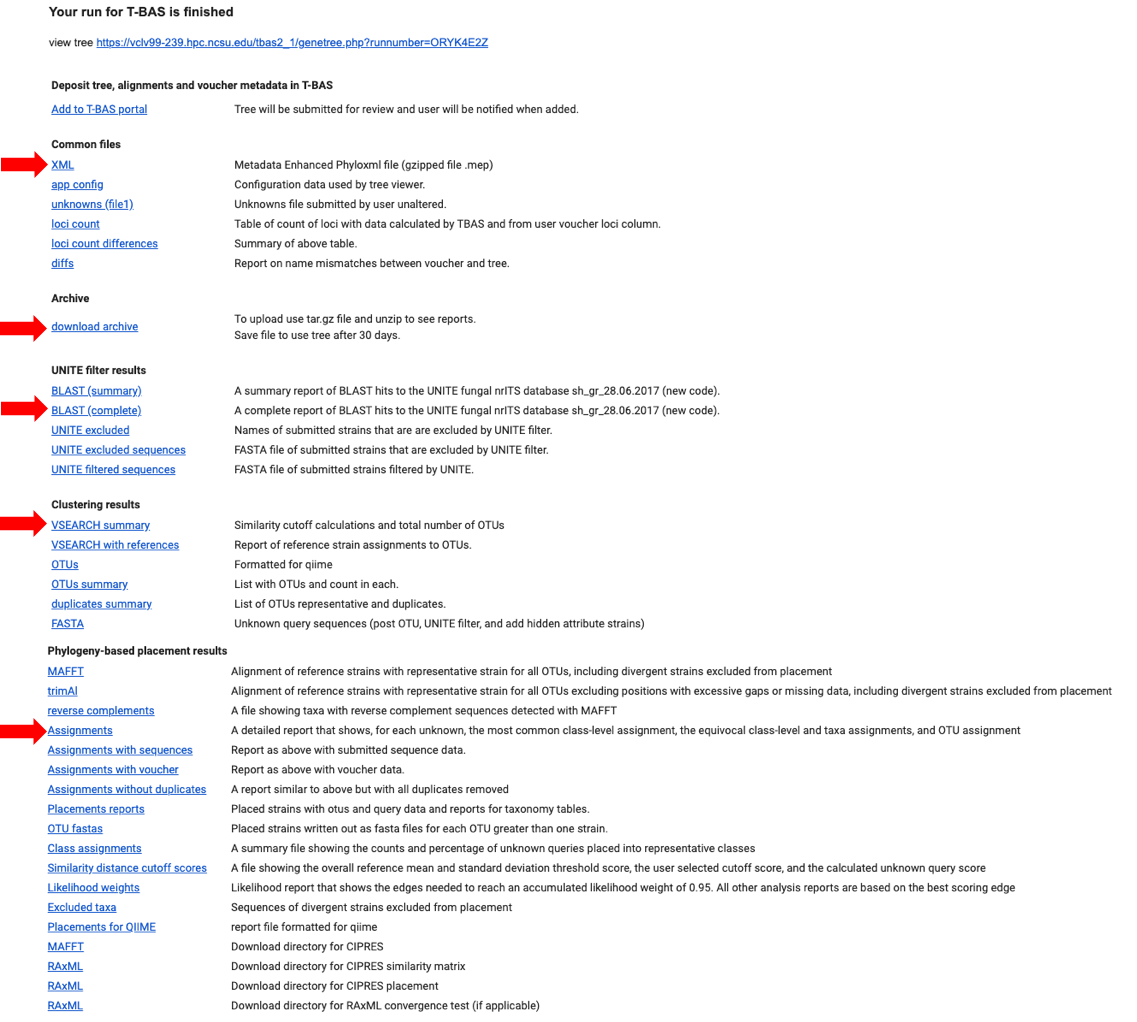 Your run for T-BAS is finished
view tree https://vclv99-239.hpc.ncsu.edu/tbas2_1/genetree.php?runnumber=ORYK4E2Z
Deposit tree, alignments and voucher metadata in T-BAS
Add to T-BAS portal Tree will be submitted for review and user will be notified when added.
Common files
XML Metadata Enhanced Phyloxml file (gzipped file .mep)
app config Configuration data used by tree viewer.
unknowns (file1) Unknowns file submitted by user unaltered.
loci count Table of count of loci with data calculated by TBAS and from user voucher loci column.
loci count differences Summary of above table.
diffs Report on name mismatches between voucher and tree.
Archive
download archive To upload use tar.gz file and unzip to see reports.
Save file to use tree after 30 days.
UNITE filter results
BLAST (summary) A summary report of BLAST hits to the UNITE fungal nrITS database sh_gr_28.06.2017 (new code).
BLAST (complete) A complete report of BLAST hits to the UNITE fungal nrITS database sh_gr_28.06.2017 (new code).
UNITE excluded Names of submitted strains that are are excluded by UNITE filter.
UNITE excluded sequences FASTA file of submitted strains that are excluded by UNITE filter.
UNITE filtered sequences FASTA file of submitted strains filtered by UNITE.
Clustering results
VSEARCH summary Similarity cutoff calculations and total number of OTUs
VSEARCH with references Report of reference strain assignments to OTUs.
OTUs Formatted for qiime
OTUs summary List with OTUs and count in each.
duplicates summary List of OTUs representative and duplicates.
FASTA Unknown query sequences (post OTU, UNITE filter, and add hidden attribute strains)
Phylogeny-based placement results
MAFFT Alignment of reference strains with representative strain for all OTUs, including divergent strains excluded from placement
trimAl Alignment of reference strains with representative strain for all OTUs excluding positions with excessive gaps or missing data, including divergent strains excluded from placement
reverse complements A file showing taxa with reverse complement sequences detected with MAFFT
Assignments A detailed report that shows, for each unknown, the most common class-level assignment, the equivocal class-level and taxa assignments, and OTU assignment
Assignments with sequences Report as above with submitted sequence data.
Assignments with voucher Report as above with voucher data.
Assignments without duplicates A report similar to above but with all duplicates removed
Placements reports Placed strains with otus and query data and reports for taxonomy tables.
OTU fastas Placed strains written out as fasta files for each OTU greater than one strain.
Class assignments A summary file showing the counts and percentage of unknown queries placed into representative classes
Similarity distance cutoff scores A file showing the overall reference mean and standard deviation threshold score, the user selected cutoff score, and the calculated unknown query score
Likelihood weights Likelihood report that shows the edges needed to reach an accumulated likelihood weight of 0.95. All other analysis reports are based on the best scoring edge
Excluded taxa Sequences of divergent strains excluded from placement
Placements for QIIME report file formatted for qiime
MAFFT Download directory for CIPRES
RAxML Download directory for CIPRES similarity matrix
RAxML Download directory for CIPRES placement
RAxML Download directory for RAxML convergence test (if applicable)